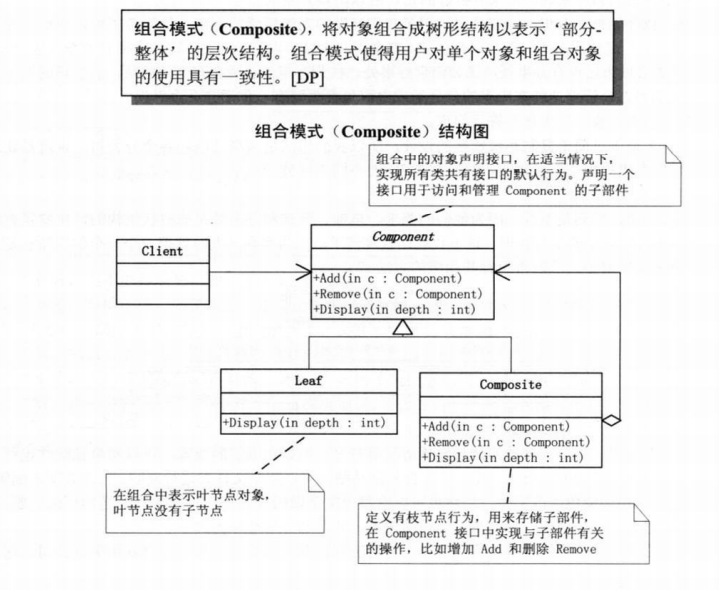 组合模式（Composite），将对象组合成树形结构以表示‘部分-
整体’的层次结构。组合模式使得用户对单个对象和组合对象
的使用具有一致性。[DP]
组合模式（Composite）结构图
组合中的对象声明接口，在适当情况下，
实现所有类共有接口的默认行为。声明一个
接口用于访问和管理 Component 的子部件
Component
+Add(in c : Component)
+Remove(in c : Component)
+Display(in depth : int)
Client
Leaf
+Display(in depth : int)
Composite
+Add(in c : Component)
+Remove(in c : Component)
+Display(in depth : int)
在组合中表示叶节点对象，
叶节点没有子节点
定义有枝节点行为，用来存储子部件，
在 Component 接口中实现与子部件有关
的操作，比如增加 Add 和删除 Remove